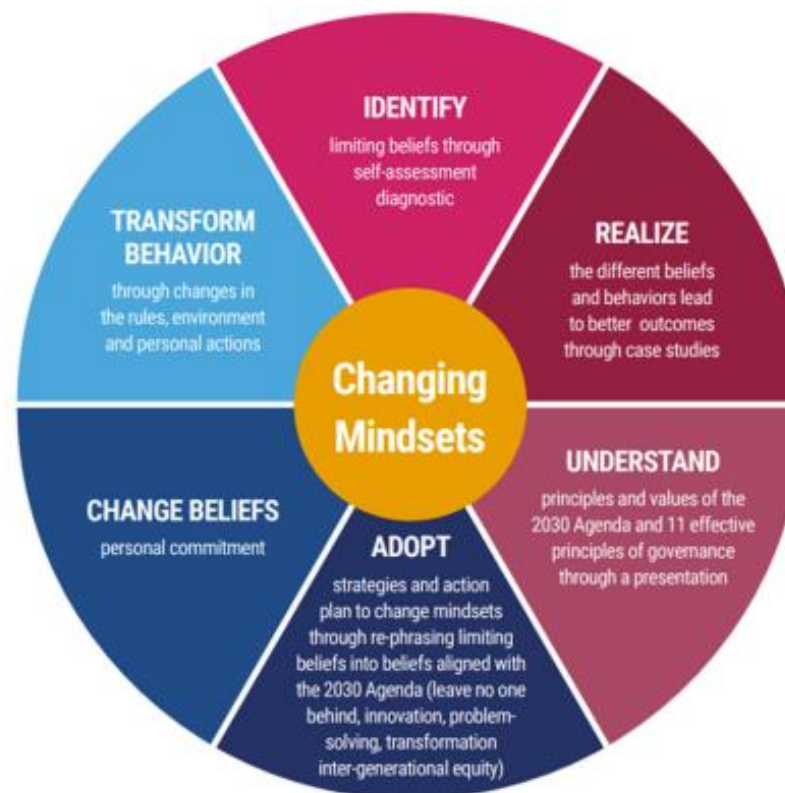 IDENTIFY
limiting beliefs through
self-assessment
diagnostic
REALIZE
the different beliefs
and behaviors lead
to better outcomes
through case studies
UNDERSTAND
principles and values of the
2030 Agenda and 11 effective
principles of governance
through a presentation
ADOPT
strategies and action
plan to change mindsets
through re-phrasing limiting
beliefs into beliefs aligned with
the 2030 Agenda (leave no one
behind, innovation, problem-
solving, transformation
inter-generational equity)
CHANGE BELIEFS
personal commitment
TRANSFORM
BEHAVIOR
through changes in
the rules, environment
and personal actions
Changing
Mindsets